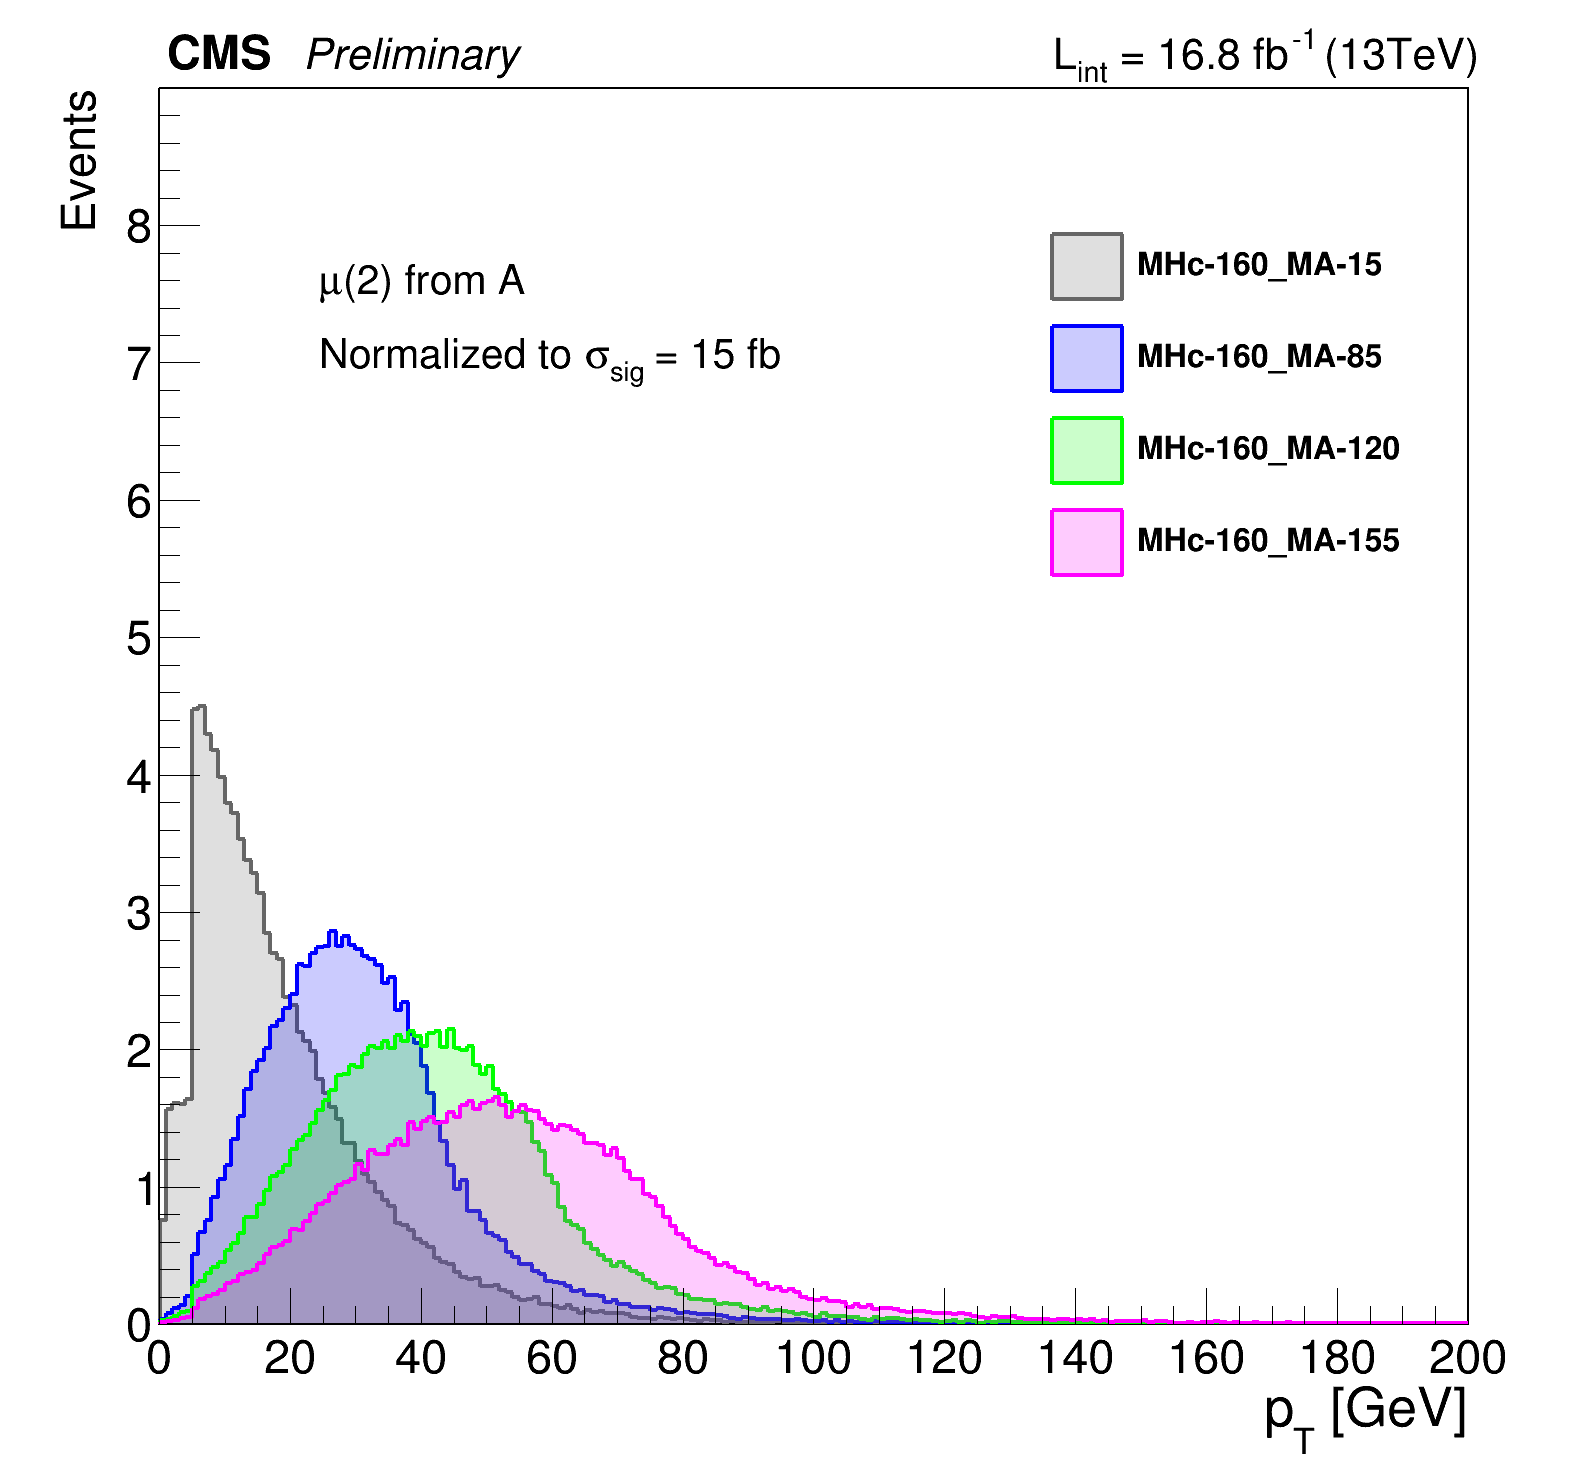 CMS Preliminary
L_int = 16.8 fb^-1 (13TeV)
Events
8
7
6
5
4
3
2
1
0
μ(2) from A
Normalized to σ_sig = 15 fb
MHc-160_MA-15
MHc-160_MA-85
MHc-160_MA-120
MHc-160_MA-155
0 20 40 60 80 100 120 140 160 180 200
p_T [GeV]